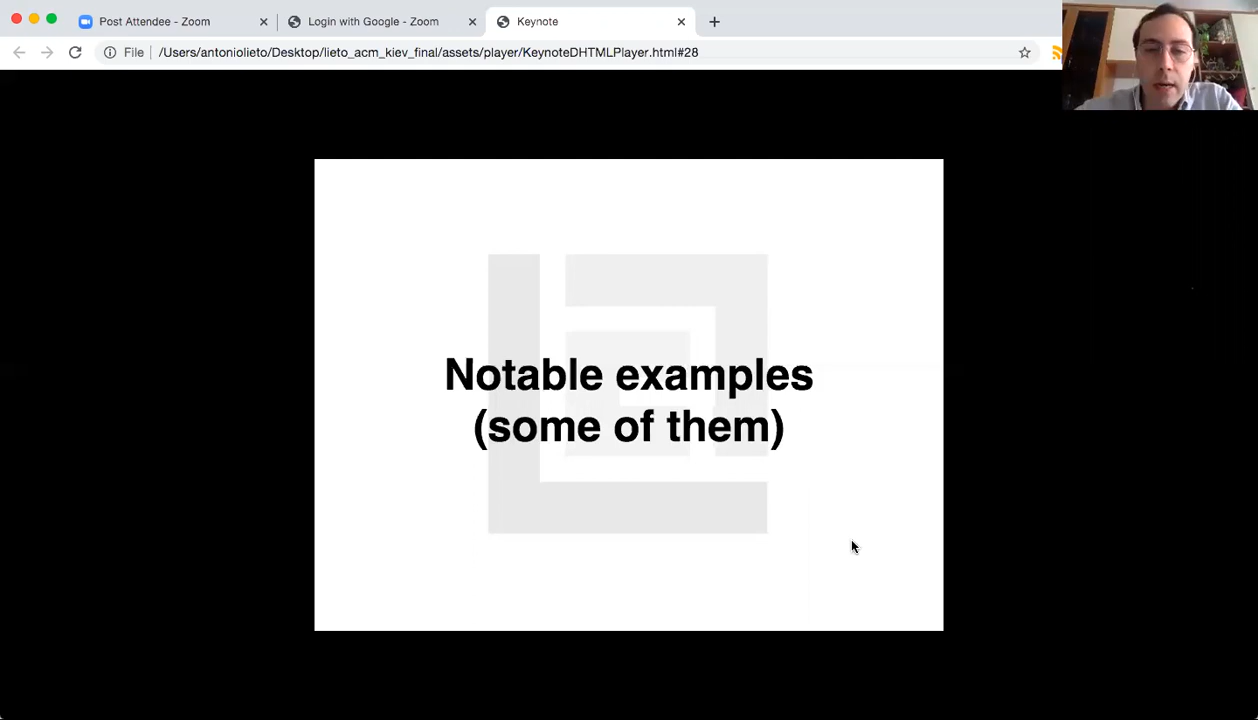 Post Attendee - Zoom
Login with Google - Zoom
Keynote
File
/Users/antoniolieto/Desktop/lieto_acm_kiev_final/assets/player/KeynoteDHTMLPlayer.html#28
Notable examples
(some of them)